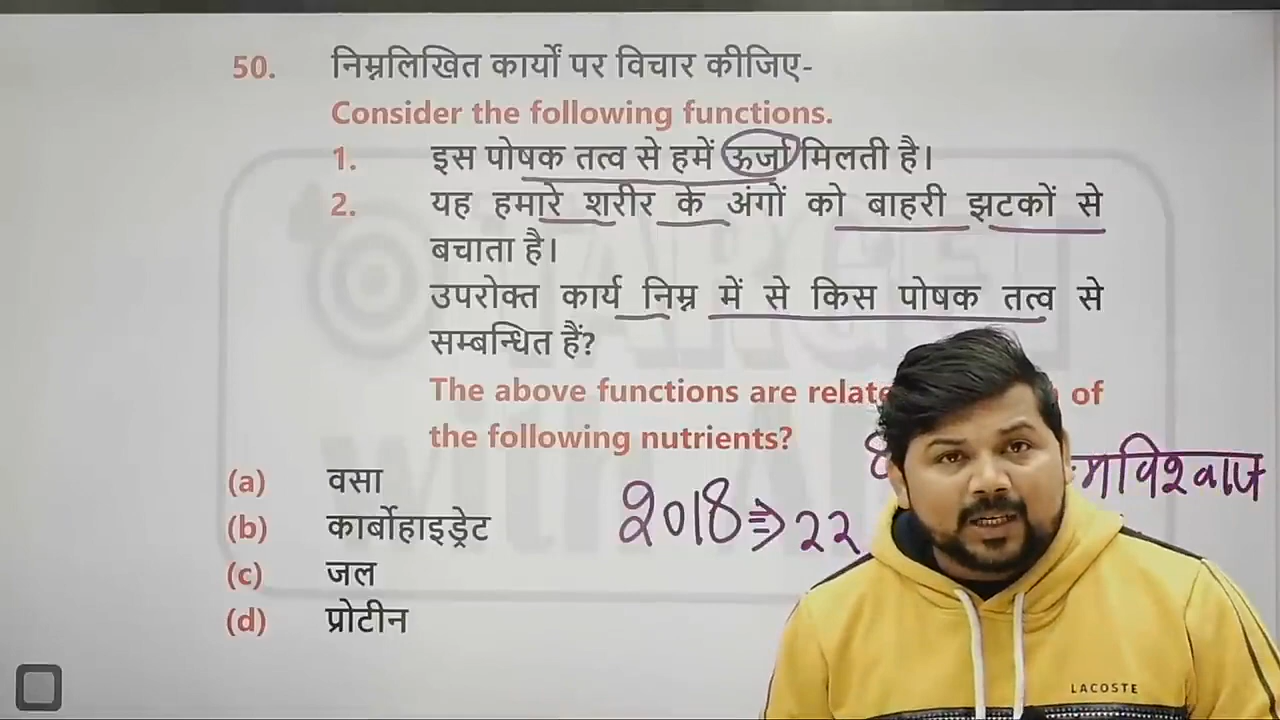 50. निम्नलिखित कार्यों पर विचार कीजिए-
Consider the following functions.
1. इस पोषक तत्व से हमें ऊर्जा मिलती है।
2. यह हमारे शरीर के अंगों को बाहरी झटकों से
बचाता है।
उपरोक्त कार्य निम्न में से किस पोषक तत्व से
सम्बन्धित हैं?
The above functions are of
the following nutrients?
(a) वसा
2018 ⇒ 22
(b) कार्बोहाइड्रेट
(c) जल
(d) प्रोटीन
LACOSTE